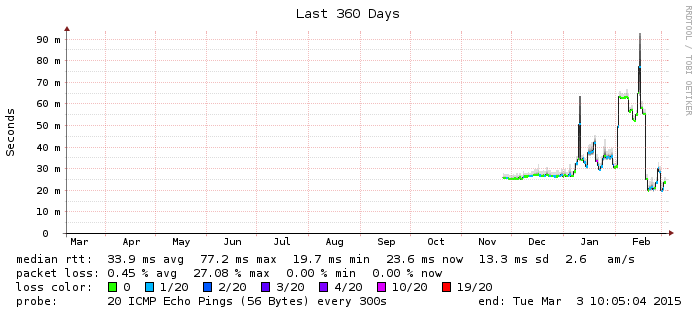 Last 360 Days
RRDTOOL / TOBI OETIKER
Seconds
90 m
80 m
70 m
60 m
50 m
40 m
30 m
20 m
10 m
0
Mar Apr May Jun Jul Aug Sep Oct Nov Dec Jan Feb
median rtt: 33.9 ms avg 77.2 ms max 19.7 ms min 23.6 ms now 13.3 ms sd 2.6 am/s
packet loss: 0.45 % avg 27.08 % max 0.00 % min 0.00 % now
loss color: 0 1/20 2/20 3/20 4/20 10/20 19/20
probe: 20 ICMP Echo Pings (56 Bytes) every 300s end: Tue Mar 3 10:05:04 2015